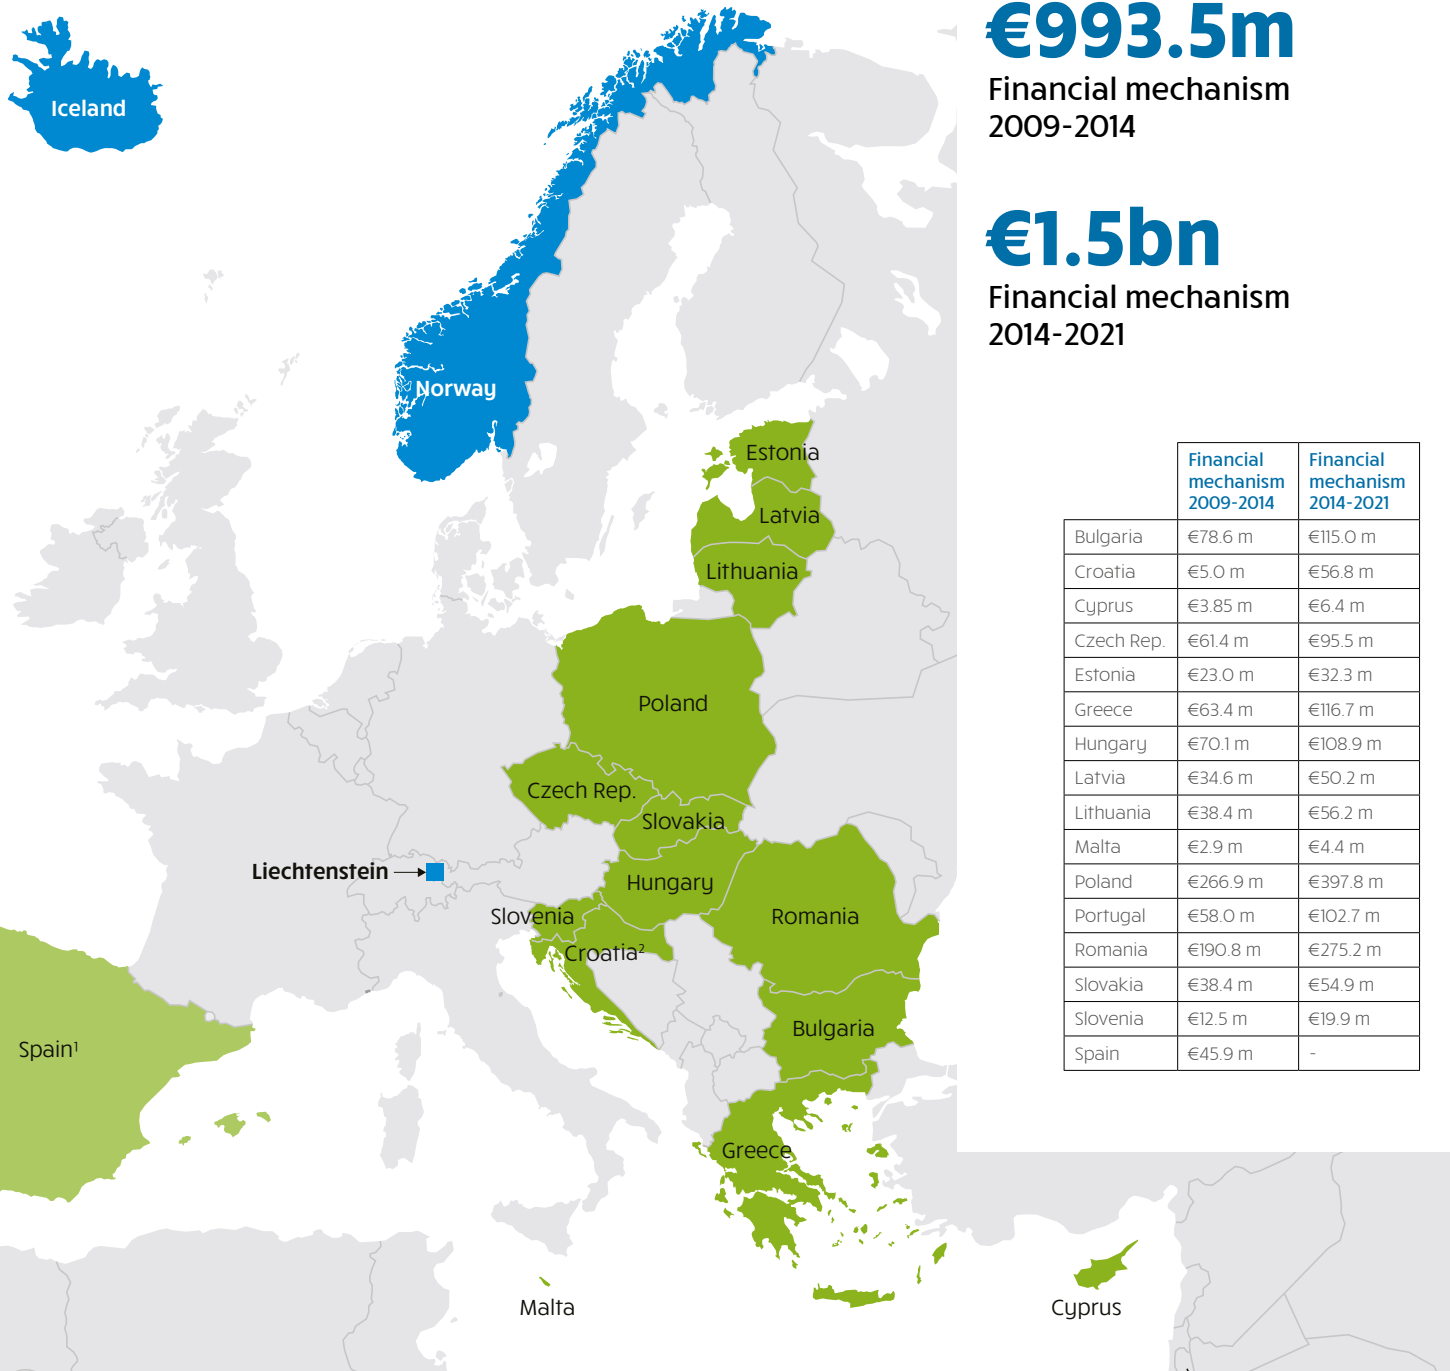 €993.5m
Financial mechanism
2009-2014
€1.5bn
Financial mechanism
2014-2021
Iceland
Norway
Estonia
Latvia
Lithuania
Poland
Czech Rep.
Slovakia
Liechtenstein
Hungary
Slovenia
Romania
Croatia²
Bulgaria
Spain¹
Greece
Malta
Cyprus
Financial mechanism 2009-2014 Financial mechanism 2014-2021
Bulgaria €78.6 m €115.0 m
Croatia €5.0 m €56.8 m
Cyprus €3.85 m €6.4 m
Czech Rep. €61.4 m €95.5 m
Estonia €23.0 m €32.3 m
Greece €63.4 m €116.7 m
Hungary €70.1 m €108.9 m
Latvia €34.6 m €50.2 m
Lithuania €38.4 m €56.2 m
Malta €2.9 m €4.4 m
Poland €266.9 m €397.8 m
Portugal €58.0 m €102.7 m
Romania €190.8 m €275.2 m
Slovakia €38.4 m €54.9 m
Slovenia €12.5 m €19.9 m
Spain €45.9 m -